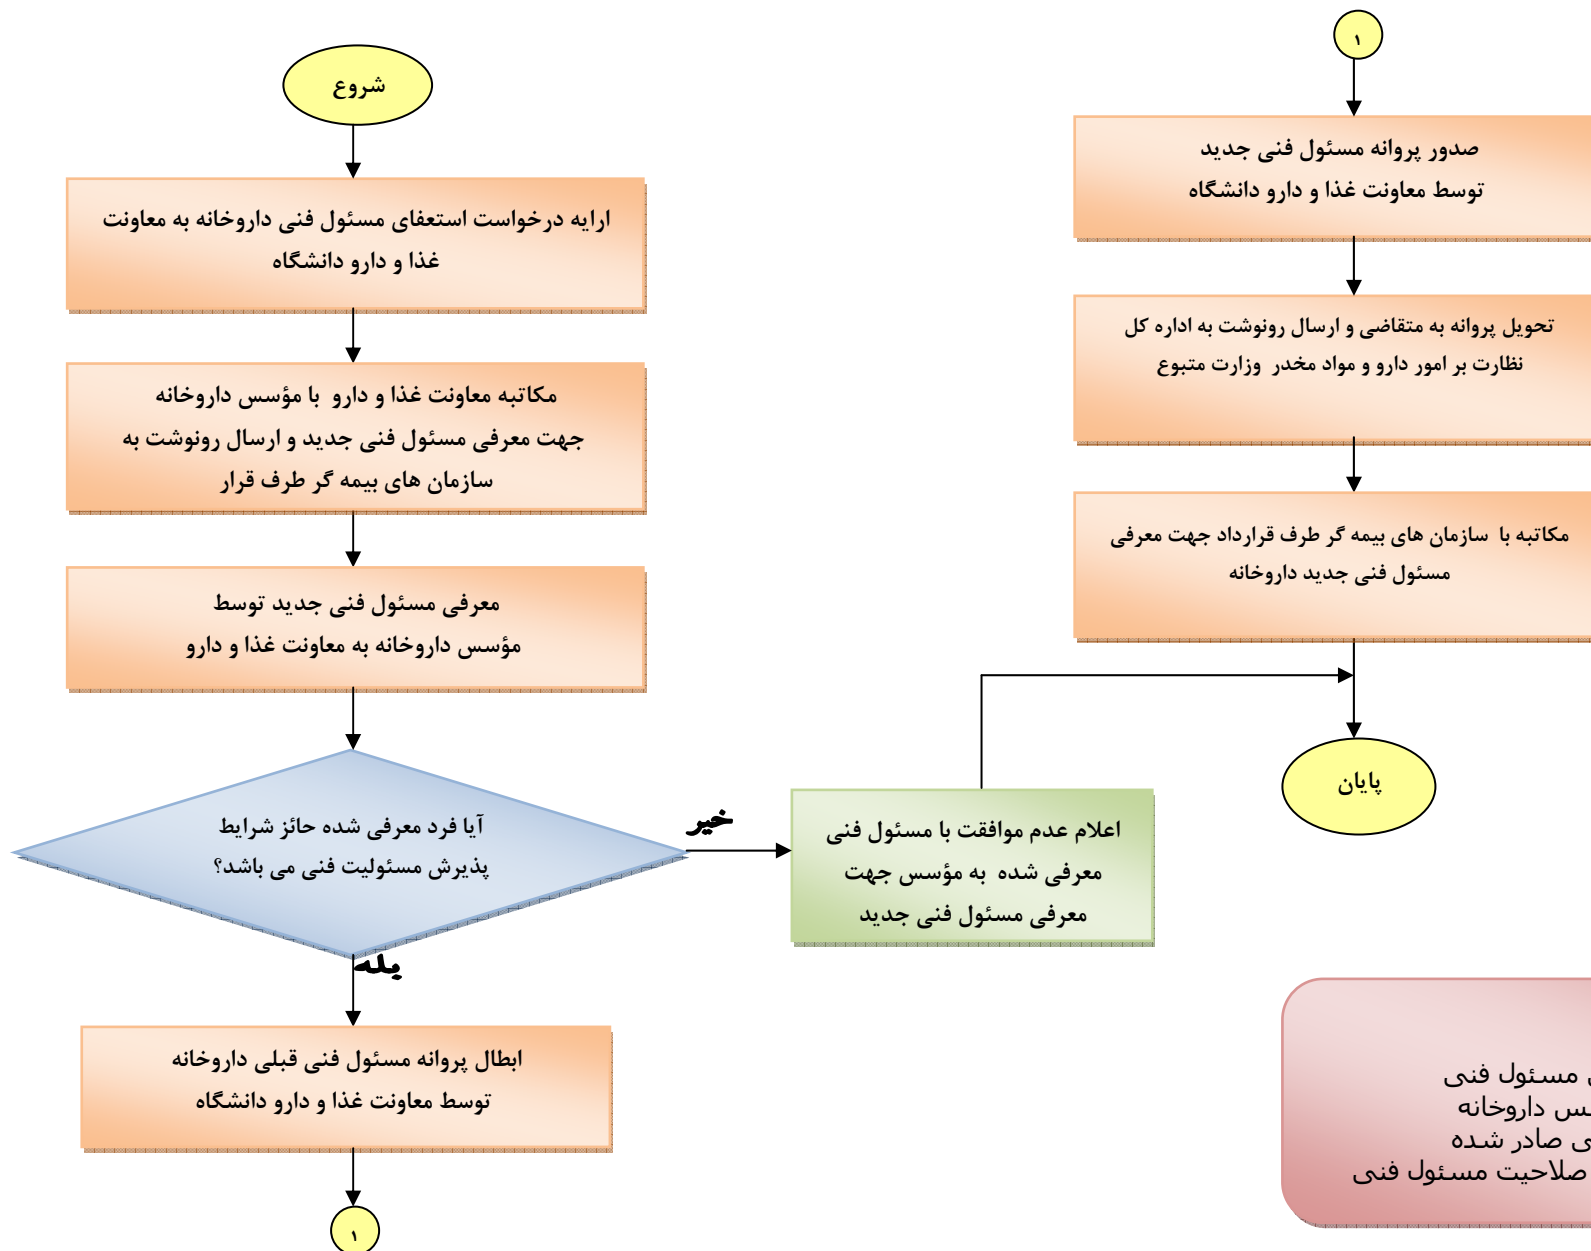 شروع
ارایه درخواست استعفای مسئول فنی داروخانه به معاونت
غذا و دارو دانشگاه
مکاتبه معاونت غذا و دارو با مؤسس داروخانه
جهت معرفی مسئول فنی جدید و ارسال رونوشت به
سازمان های بیمه گر طرف قرار
معرفی مسئول فنی جدید توسط
مؤسس داروخانه به معاونت غذا و دارو
آیا فرد معرفی شده حائز شرایط
پذیرش مسئولیت فنی می باشد؟
خیر
اعلام عدم موافقت با مسئول فنی
معرفی شده به مؤسس جهت
معرفی مسئول فنی جدید
بله
ابطال پروانه مسئول فنی قبلی داروخانه
توسط معاونت غذا و دارو دانشگاه
۱
۱
صدور پروانه مسئول فنی جدید
توسط معاونت غذا و دارو دانشگاه
تحویل پروانه به متقاضی و ارسال رونوشت به اداره کل
نظارت بر امور دارو و مواد مخدر وزارت متبوع
مکاتبه با سازمان های بیمه گر طرف قرارداد جهت معرفی
مسئول فنی جدید داروخانه
پایان
مسئول فنی
داروخانه
صادر شده
صلاحیت مسئول فنی